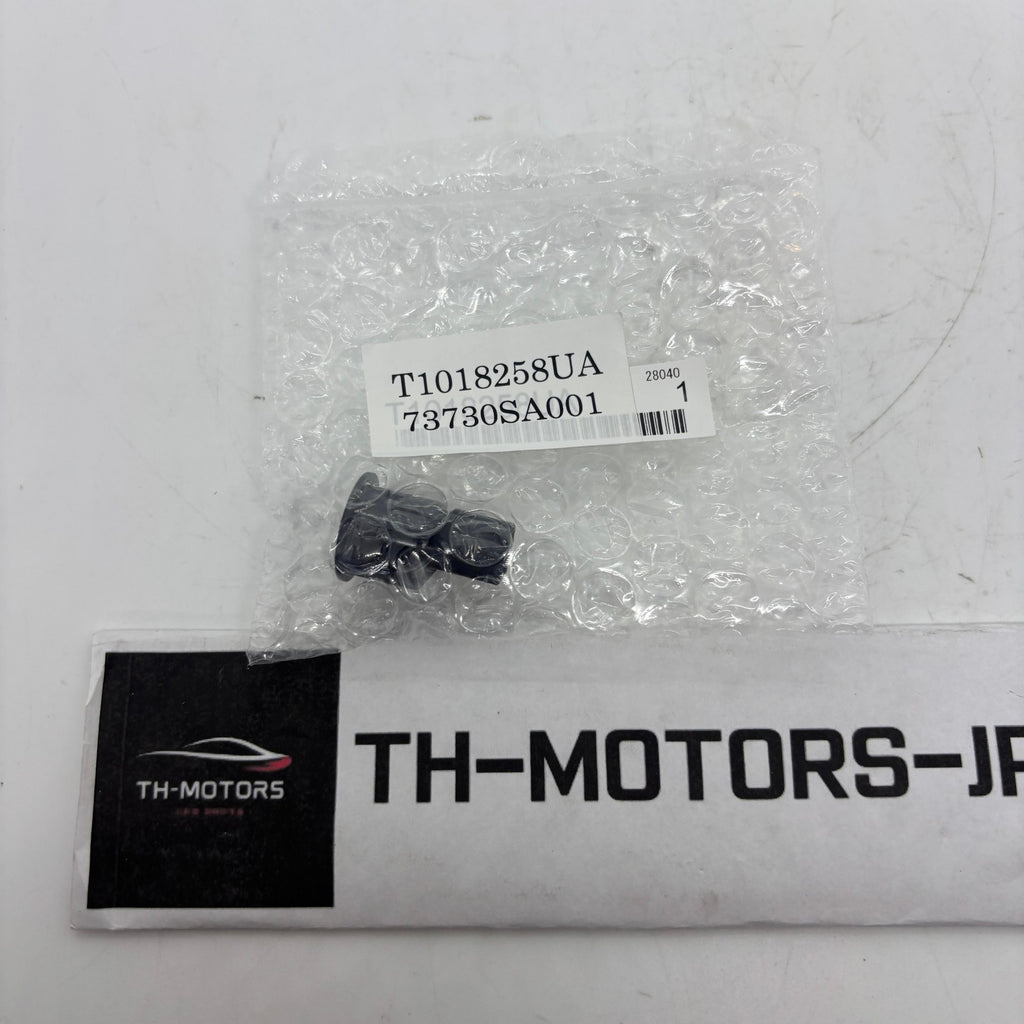 T1018258UA
73730SA001
28040
1
TH-MOTORS
TH-MOTORS-JP